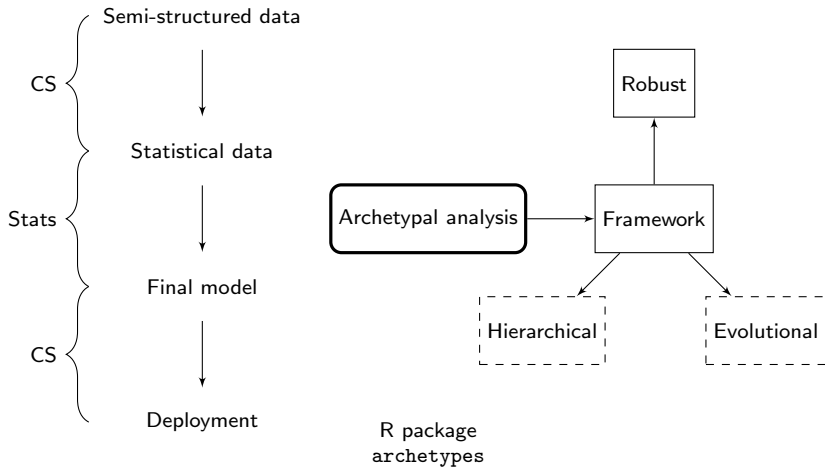 Semi-structured data
CS
Statistical data
Stats
Final model
CS
Deployment
Robust
Archetypal analysis
Framework
Hierarchical
Evolutional
R package
archetypes